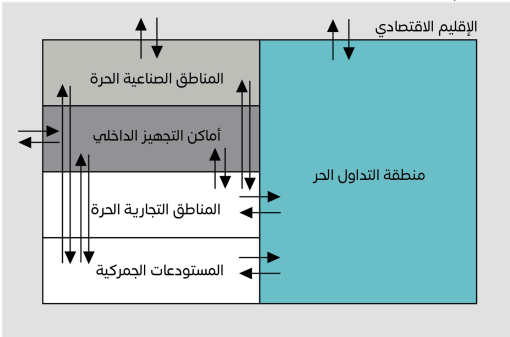 الإقليم الاقتصادي
المناطق الصناعية الحرة
أماكن التجهيز الداخلي
منطقة التداول الحر
المناطق التجارية الحرة
المستودعات الجمركية